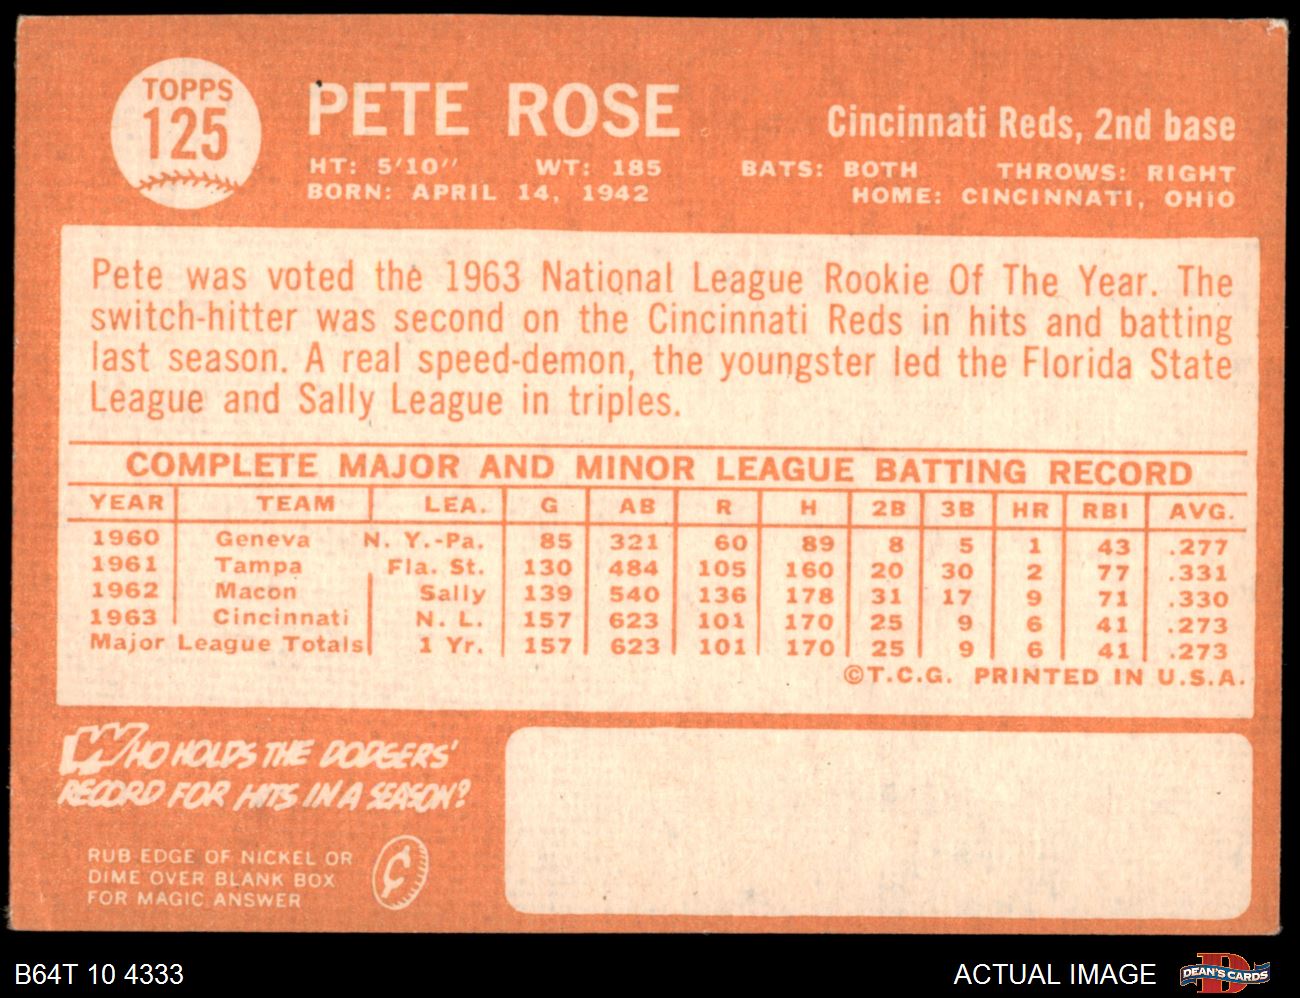 TOPPS
125
PETE ROSE
Cincinnati Reds, 2nd base
HT: 5'10" WT: 185 BATS: BOTH THROWS: RIGHT
BORN: APRIL 14, 1942 HOME: CINCINNATI, OHIO
Pete was voted the 1963 National League Rookie Of The Year. The
switch-hitter was second on the Cincinnati Reds in hits and batting
last season. A real speed-demon, the youngster led the Florida State
League and Sally League in triples.
COMPLETE MAJOR AND MINOR LEAGUE BATTING RECORD
YEAR TEAM LEA. G AB R H 2B 3B HR RBI AVG.
1960 Geneva N. Y.-Pa. 85 321 60 89 8 5 1 43 .277
1961 Tampa Fla. St. 130 484 105 160 20 30 2 77 .331
1962 Macon Sally 139 540 136 178 31 17 9 71 .330
1963 Cincinnati N. L. 157 623 101 170 25 9 6 41 .273
Major League Totals 1 Yr. 157 623 101 170 25 9 6 41 .273
©T.C.G. PRINTED IN U.S.A.
WHO HOLDS THE DODGERS'
RECORD FOR HITS IN A SEASON?
RUB EDGE OF NICKEL OR
DIME OVER BLANK BOX
FOR MAGIC ANSWER
¢
B64T 10 4333
ACTUAL IMAGE
D
DEAN'S CARDS